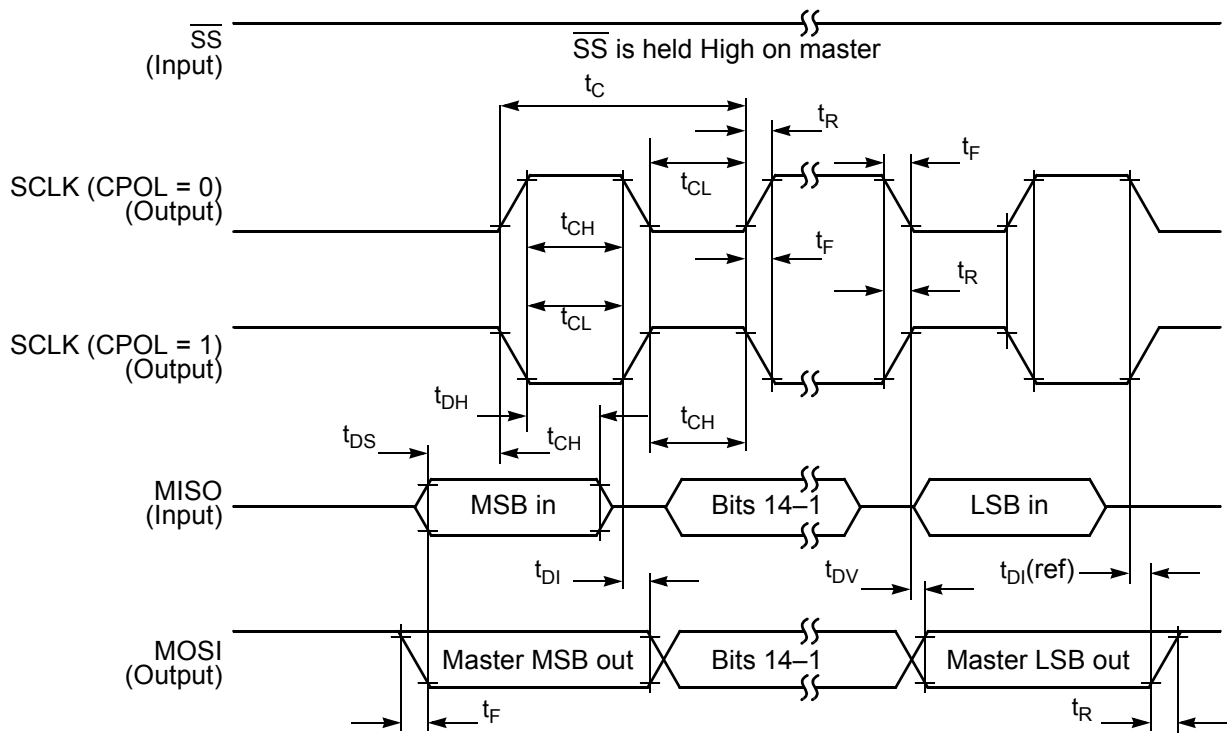 SS
(Input)
SS is held High on master
tC
tR
tF
SCLK (CPOL = 0)
(Output)
tCL
tCH
tF
tR
tCL
SCLK (CPOL = 1)
(Output)
tDH
tCH
tCH
tDS
MISO
(Input)
MSB in
Bits 14–1
LSB in
tDI
tDV
tDI(ref)
MOSI
(Output)
Master MSB out
Bits 14–1
Master LSB out
tF
tR